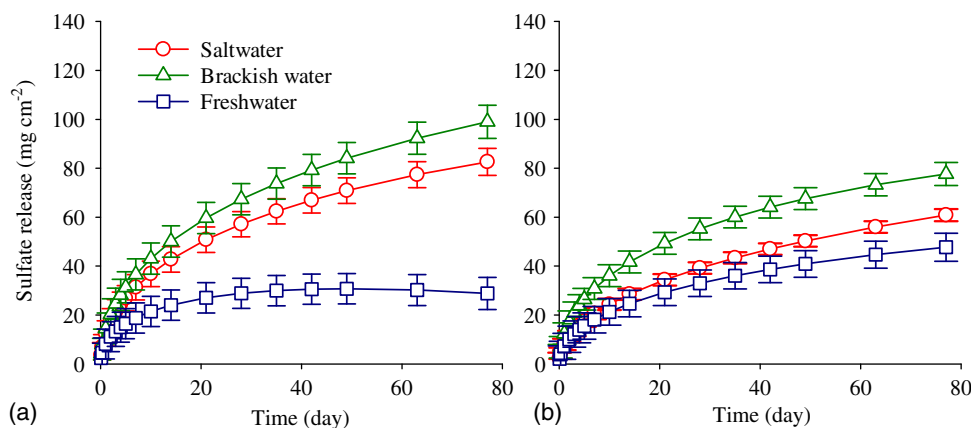 140
120
100
80
60
40
20
0
Sulfate release (mg cm-2)
Saltwater
Brackish water
Freshwater
0 20 40 60 80
Time (day)
(a)
140
120
100
80
60
40
20
0
0 20 40 60 80
Time (day)
(b)